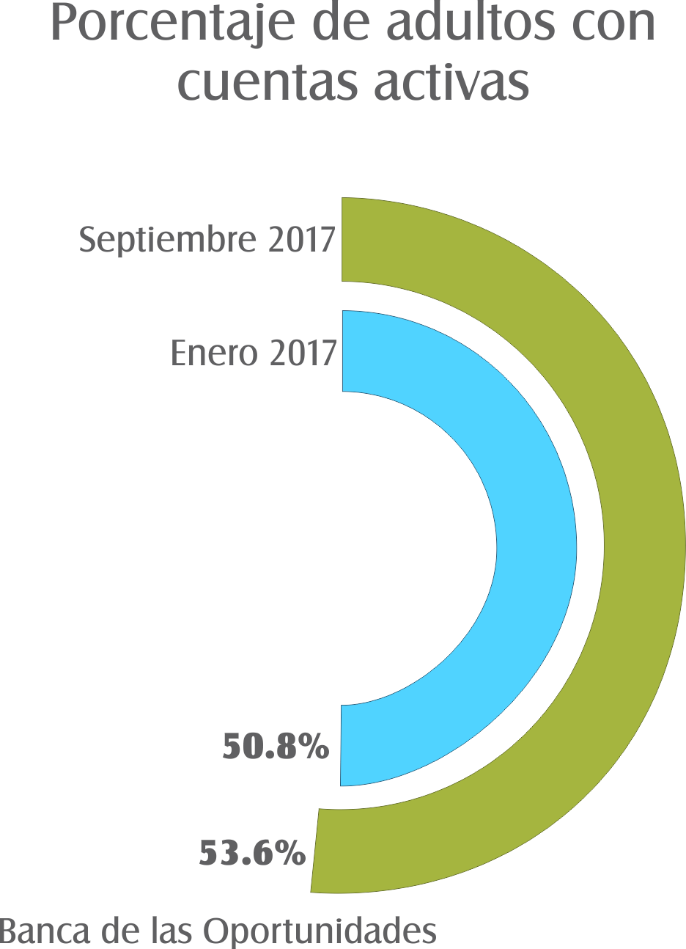 Porcentaje de adultos con
cuentas activas
Septiembre 2017
Enero 2017
50.8%
53.6%
Banca de las Oportunidades